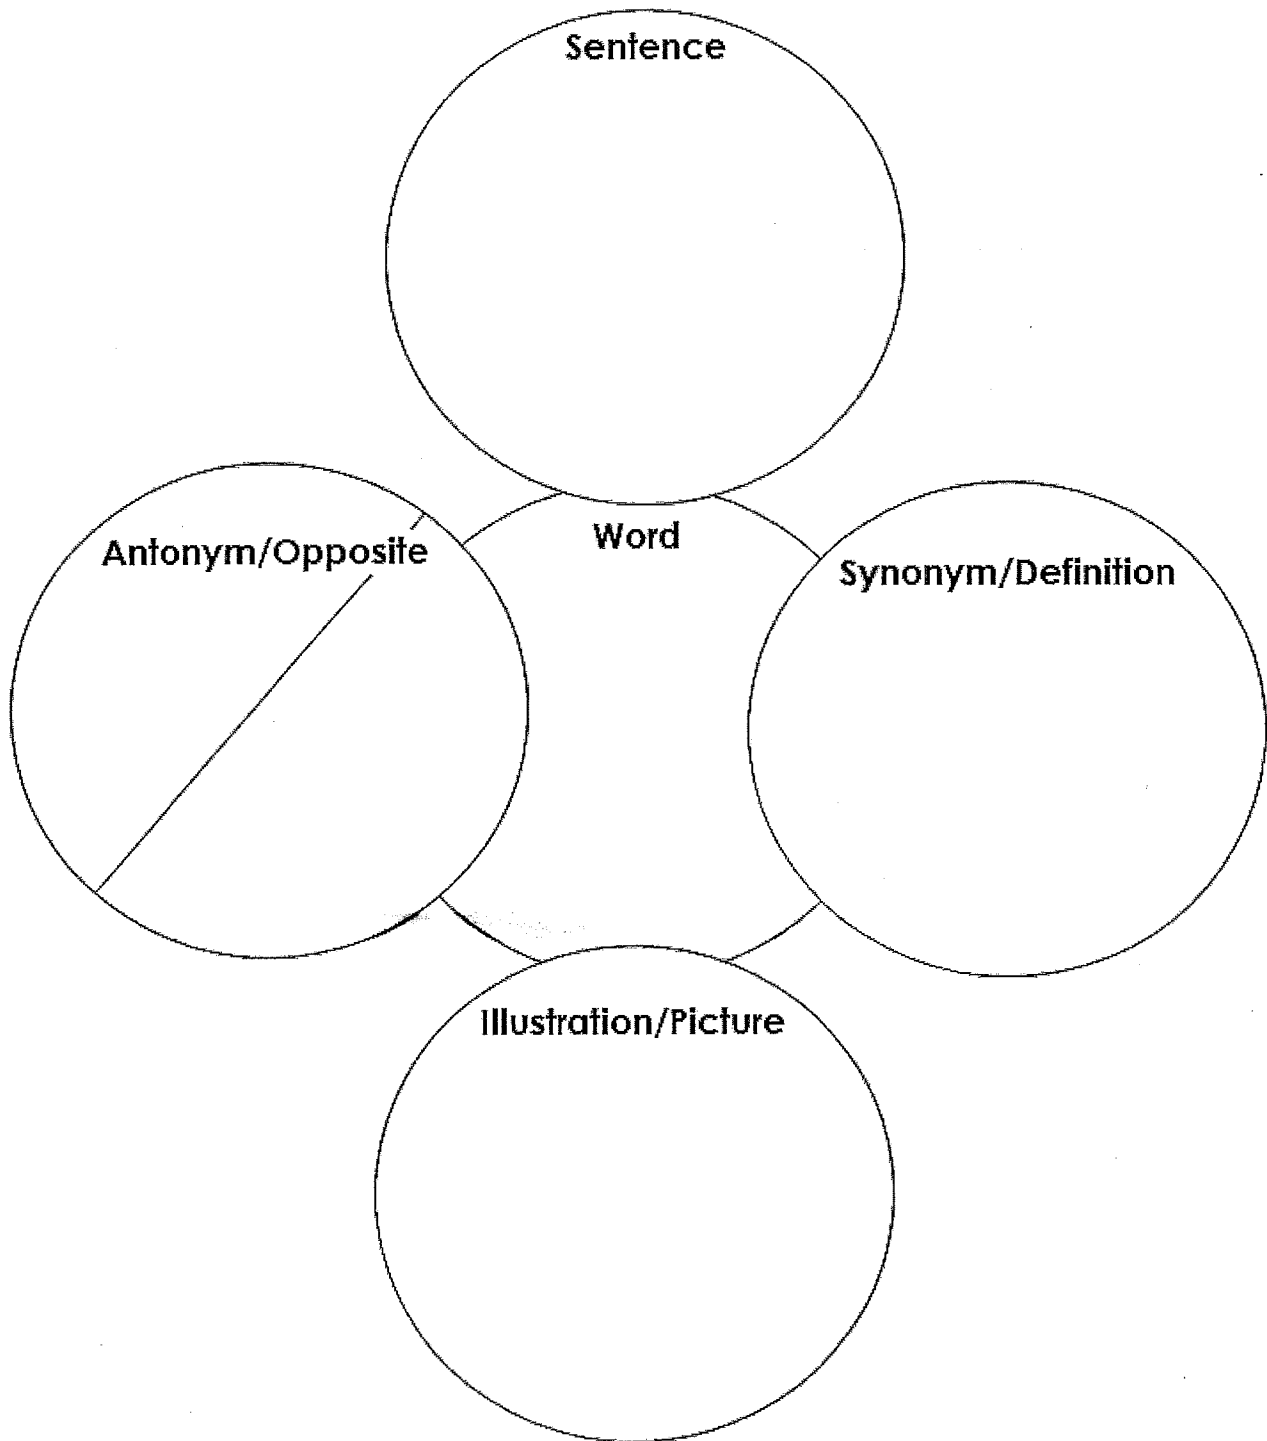 Sentence
Word
Antonym/Opposite
Synonym/Definition
Illustration/Picture